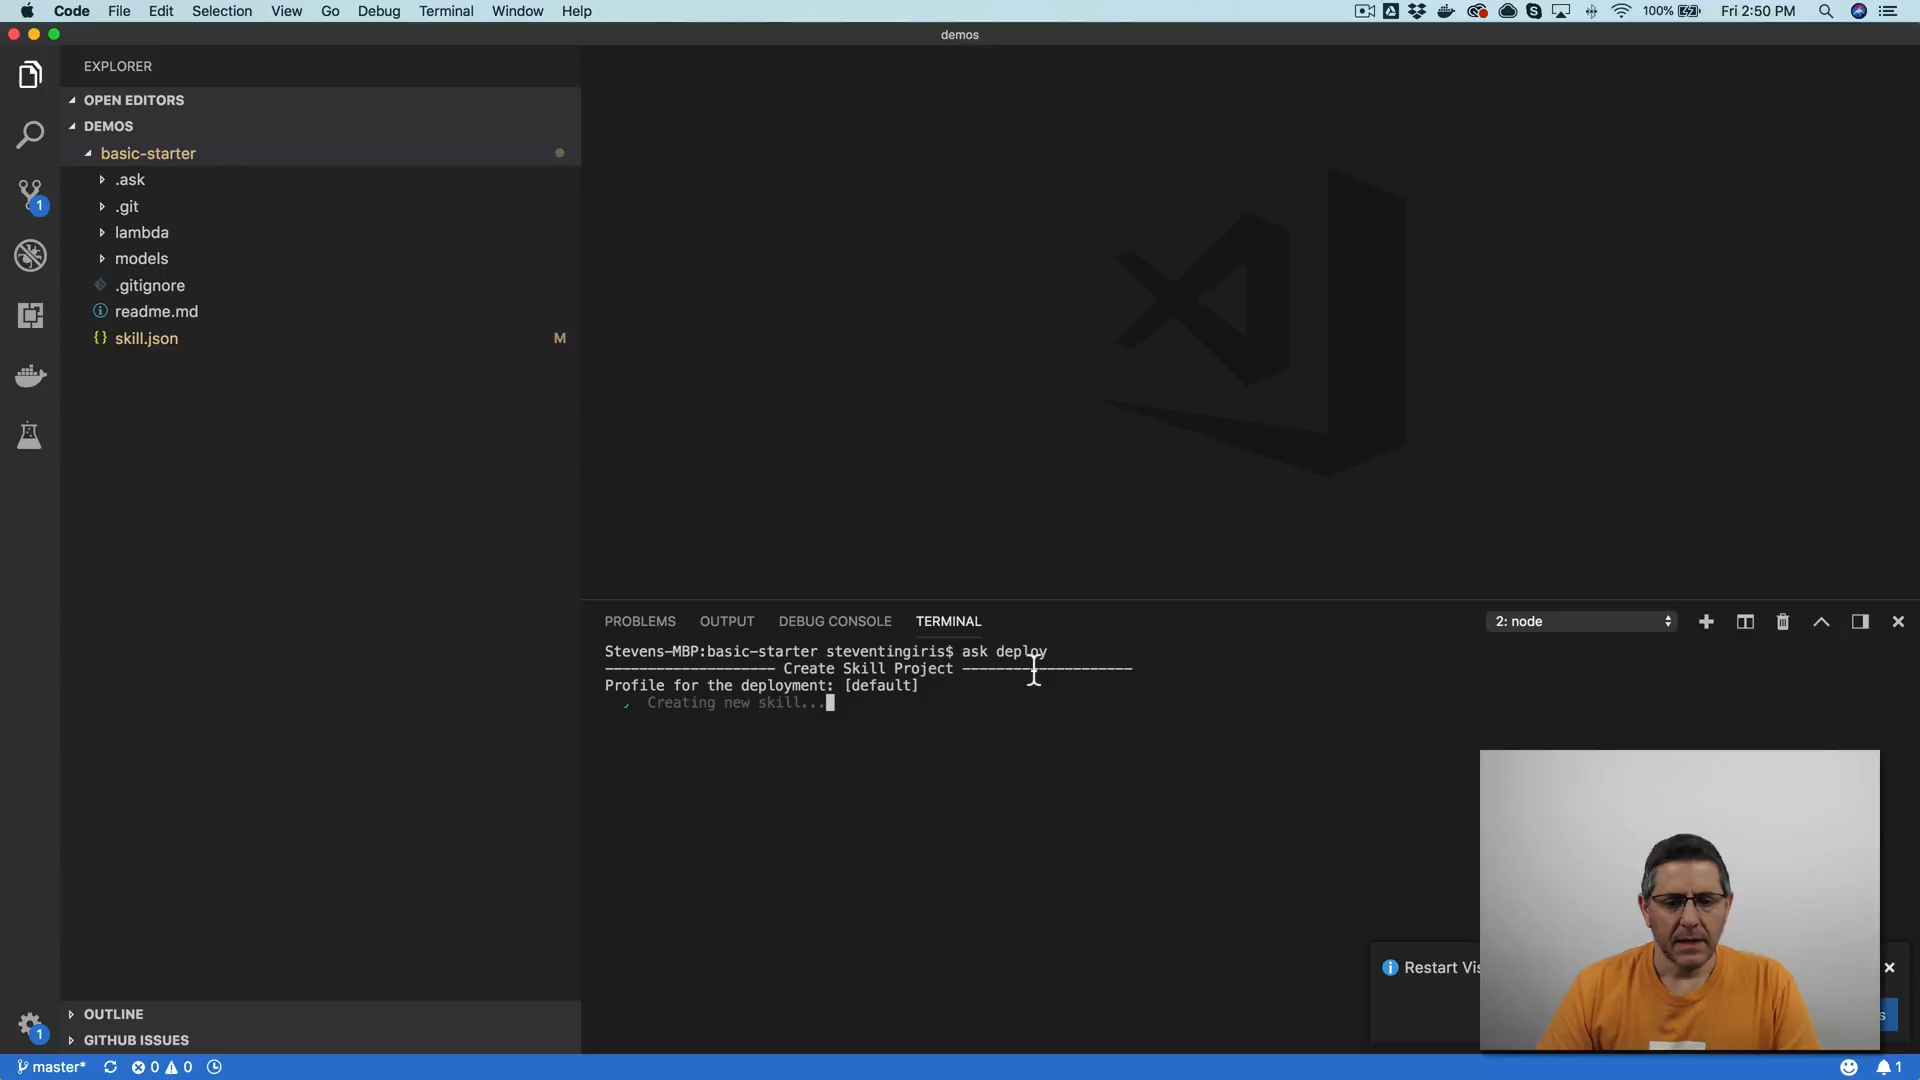 Code File Edit Selection View Go Debug Terminal Window Help 100% Fri 2:50 PM
demos
EXPLORER
OPEN EDITORS
DEMOS
basic-starter
.ask
.git
1
lambda
models
.gitignore
readme.md
skill.json M
PROBLEMS OUTPUT DEBUG CONSOLE TERMINAL 2: node
Stevens-MBP:basic-starter steventingiris$ ask deploy
-------------------- Create Skill Project --------------------
Profile for the deployment: [default]
Creating new skill...
Restart Vis
s
OUTLINE
1
GITHUB ISSUES
master* 0 0 1